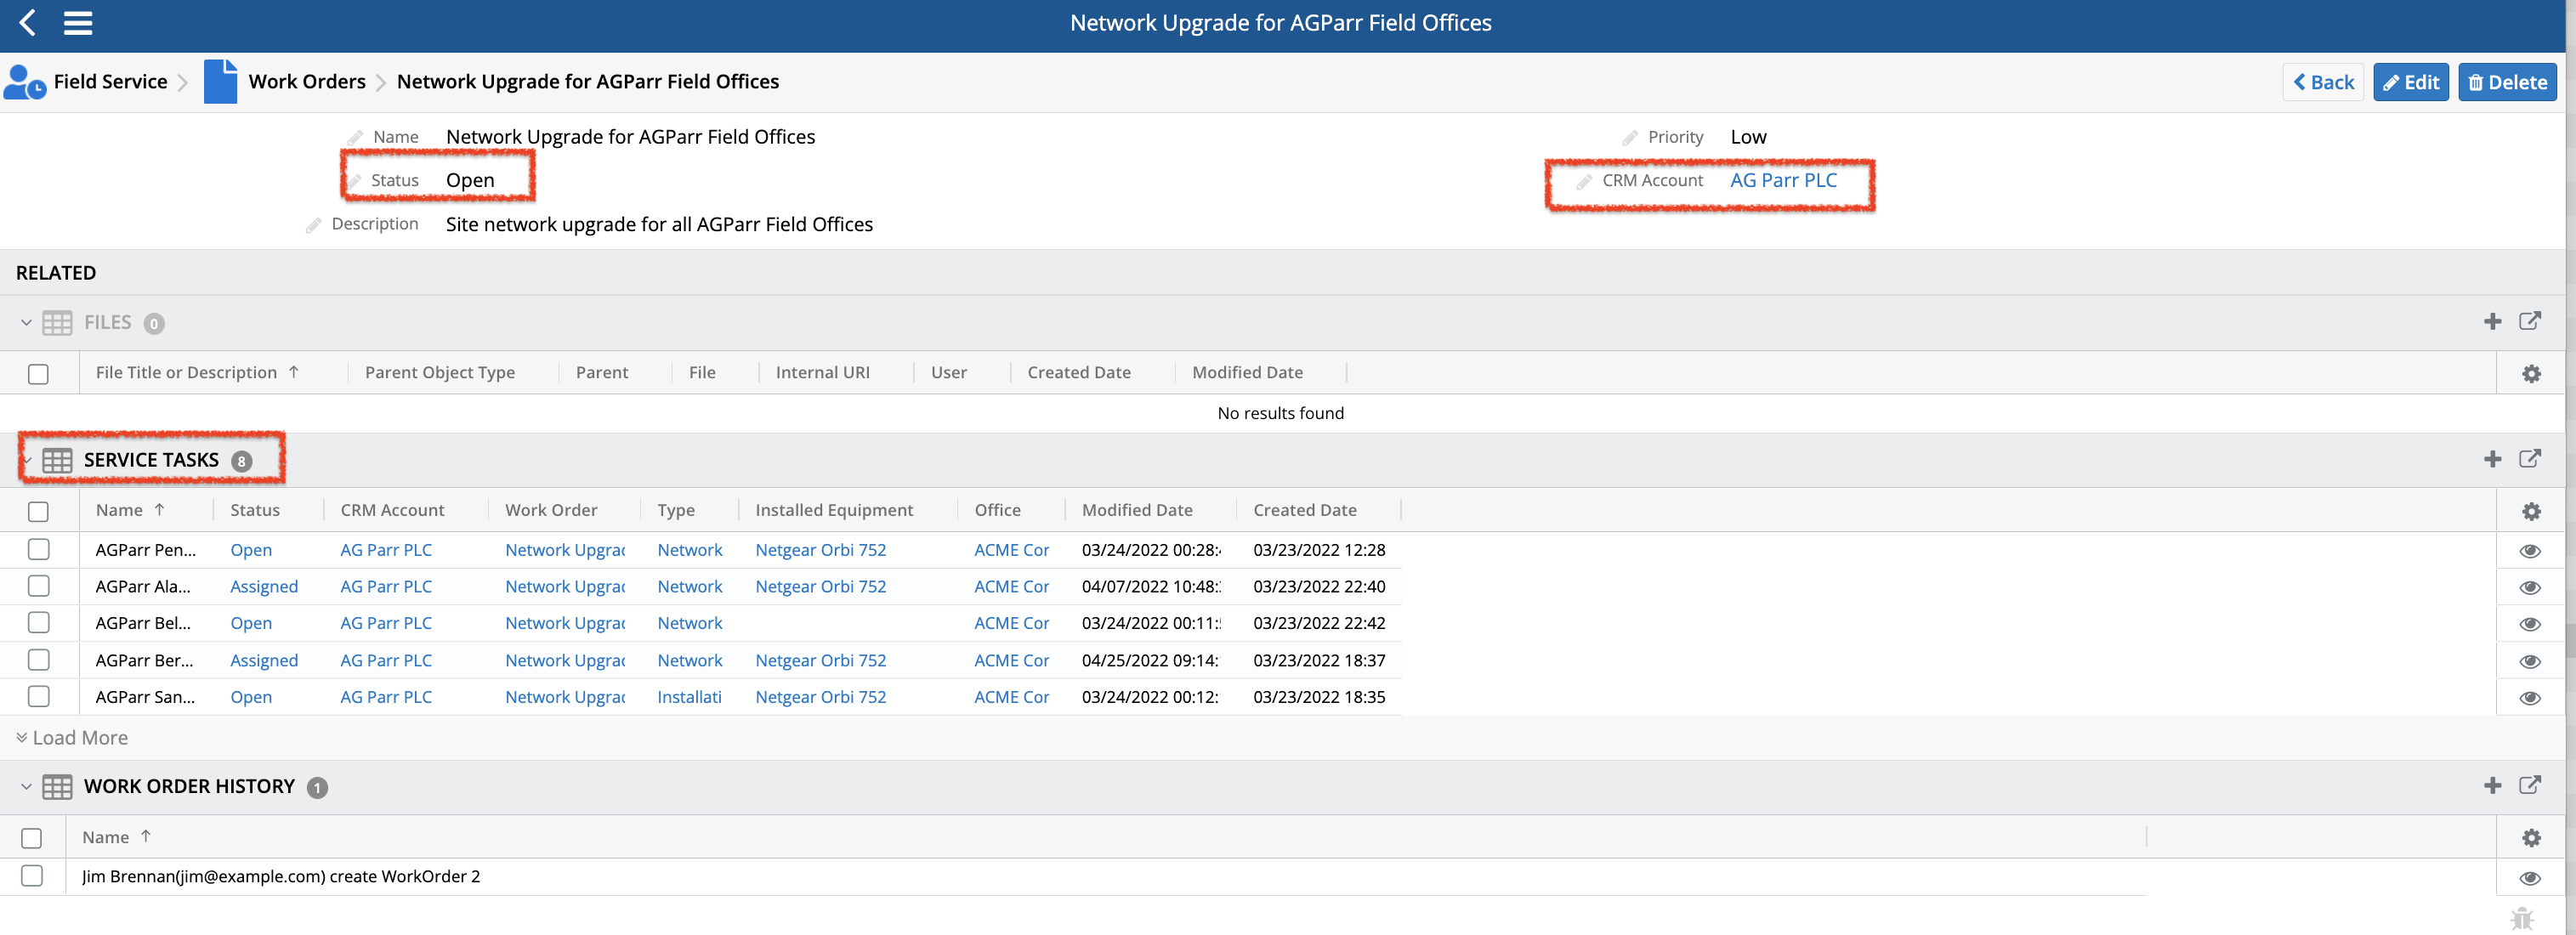 Network Upgrade for AGParr Field Offices
Field Service Work Orders Network Upgrade for AGParr Field Offices Back Edit Delete
Name Network Upgrade for AGParr Field Offices Priority Low
Status Open CRM Account AG Parr PLC
Description Site network upgrade for all AGParr Field Offices
RELATED
FILES 0
File Title or Description ↑ Parent Object Type Parent File Internal URI User Created Date Modified Date
No results found
SERVICE TASKS 8
Name ↑ Status CRM Account Work Order Type Installed Equipment Office Modified Date Created Date
AGParr Pen... Open AG Parr PLC Network Upgrac Network Netgear Orbi 752 ACME Cor 03/24/2022 00:28: 03/23/2022 12:28
AGParr Ala... Assigned AG Parr PLC Network Upgrac Network Netgear Orbi 752 ACME Cor 04/07/2022 10:48: 03/23/2022 22:40
AGParr Bel... Open AG Parr PLC Network Upgrac Network ACME Cor 03/24/2022 00:11: 03/23/2022 22:42
AGParr Ber... Assigned AG Parr PLC Network Upgrac Network Netgear Orbi 752 ACME Cor 04/25/2022 09:14: 03/23/2022 18:37
AGParr San... Open AG Parr PLC Network Upgrac Installati Netgear Orbi 752 ACME Cor 03/24/2022 00:12: 03/23/2022 18:35
Load More
WORK ORDER HISTORY 1
Name ↑
Jim Brennan(jim@example.com) create WorkOrder 2